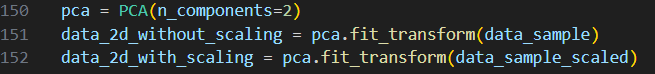 150 pca = PCA(n_components=2)
151 data_2d_without_scaling = pca.fit_transform(data_sample)
152 data_2d_with_scaling = pca.fit_transform(data_sample_scaled)